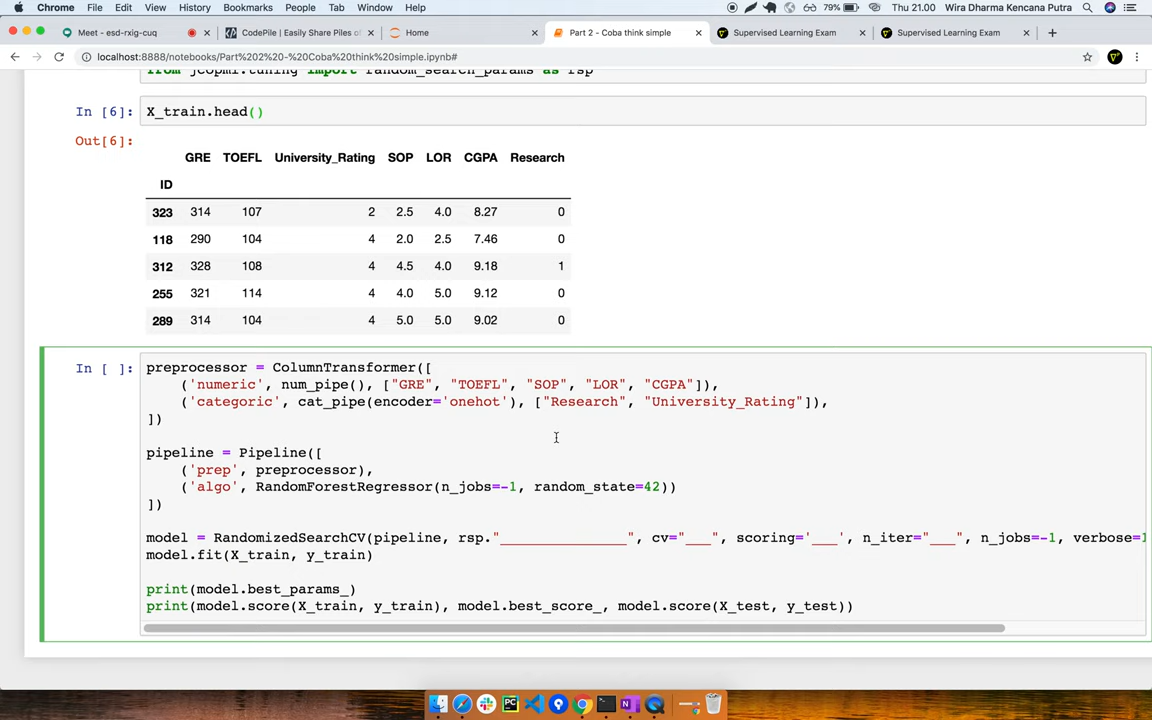 Chrome File Edit View History Bookmarks People Tab Window Help 79% Thu 21.00 Wira Dharma Kencana Putra
Meet - esd-rxig-cuq CodePile | Easily Share Piles of Home Part 2 - Coba think simple Supervised Learning Exam Supervised Learning Exam
localhost:8888/notebooks/Part%202%20-%20Coba%20think%20simple.ipynb#
from jcopml.tuning import random_search_params as rsp
In [6]: X_train.head()
Out[6]:
GRE TOEFL University_Rating SOP LOR CGPA Research
ID
323 314 107 2 2.5 4.0 8.27 0
118 290 104 4 2.0 2.5 7.46 0
312 328 108 4 4.5 4.0 9.18 1
255 321 114 4 4.0 5.0 9.12 0
289 314 104 4 5.0 5.0 9.02 0
In [ ]: preprocessor = ColumnTransformer([
('numeric', num_pipe(), ["GRE", "TOEFL", "SOP", "LOR", "CGPA"]),
('categoric', cat_pipe(encoder='onehot'), ["Research", "University_Rating"]),
])
pipeline = Pipeline([
('prep', preprocessor),
('algo', RandomForestRegressor(n_jobs=-1, random_state=42))
])
model = RandomizedSearchCV(pipeline, rsp."_______________", cv="___", scoring='___', n_iter="___", n_jobs=-1, verbose=1
model.fit(X_train, y_train)
print(model.best_params_)
print(model.score(X_train, y_train), model.best_score_, model.score(X_test, y_test))